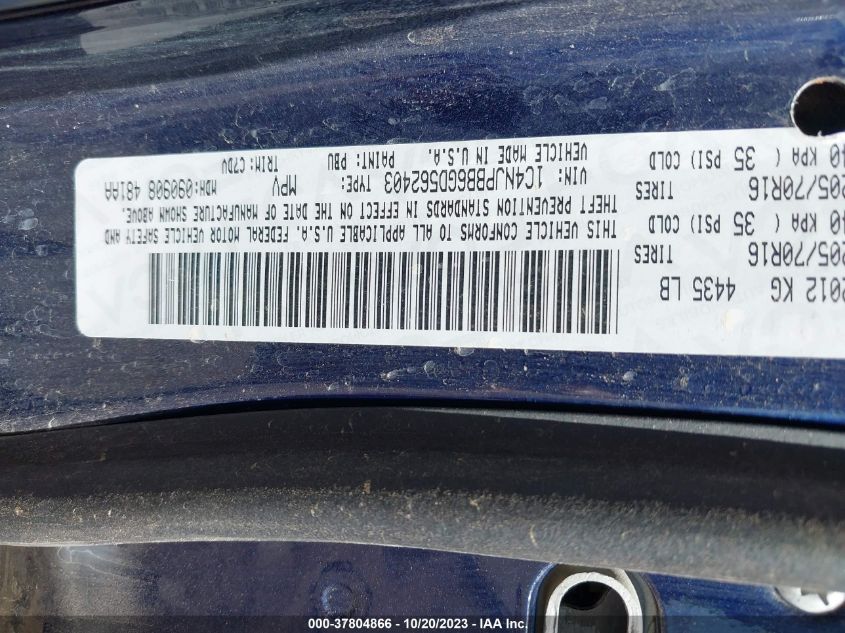 2012 KG 4435 LB
205/70R16 TIRES
40 KPA ( 35 PSI) COLD
205/70R16 TIRES
40 KPA ( 35 PSI) COLD
THIS VEHICLE CONFORMS TO ALL APPLICABLE U.S.A. FEDERAL MOTOR VEHICLE SAFETY AND
THEFT PREVENTION STANDARDS IN EFFECT ON THE DATE OF MANUFACTURE SHOWN ABOVE.
VIN: 1C4NJPBB6GD562403 TYPE: MPV MDH:090908 481AA
VEHICLE MADE IN U.S.A. PAINT: PBU TRIM: C7DV
000-37804866 - 10/20/2023 - IAA Inc.